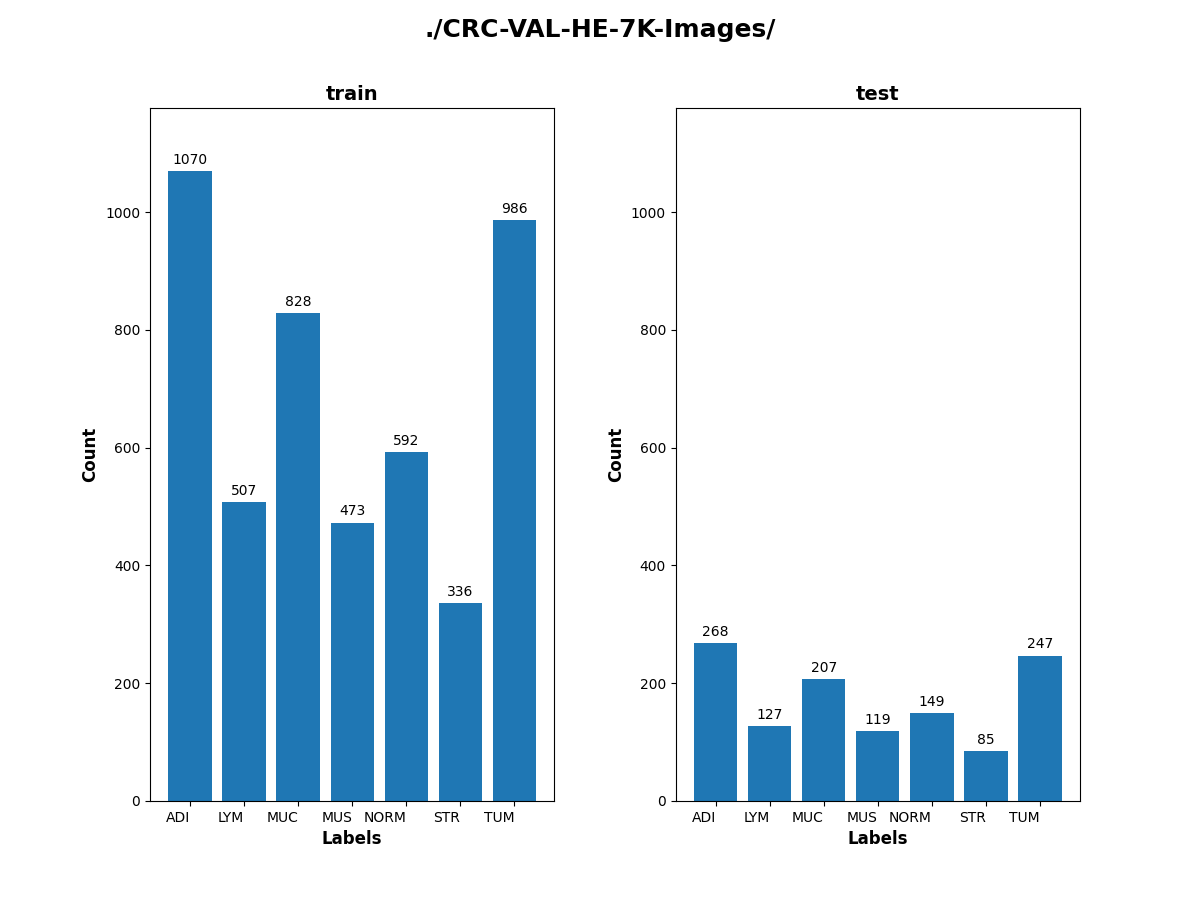 ./CRC-VAL-HE-7K-Images/
train
1070
507
828
473
592
336
986
Count
0
200
400
600
800
1000
ADI LYM MUC MUS NORM STR TUM
Labels
test
268
127
207
119
149
85
247
Count
0
200
400
600
800
1000
ADI LYM MUC MUS NORM STR TUM
Labels